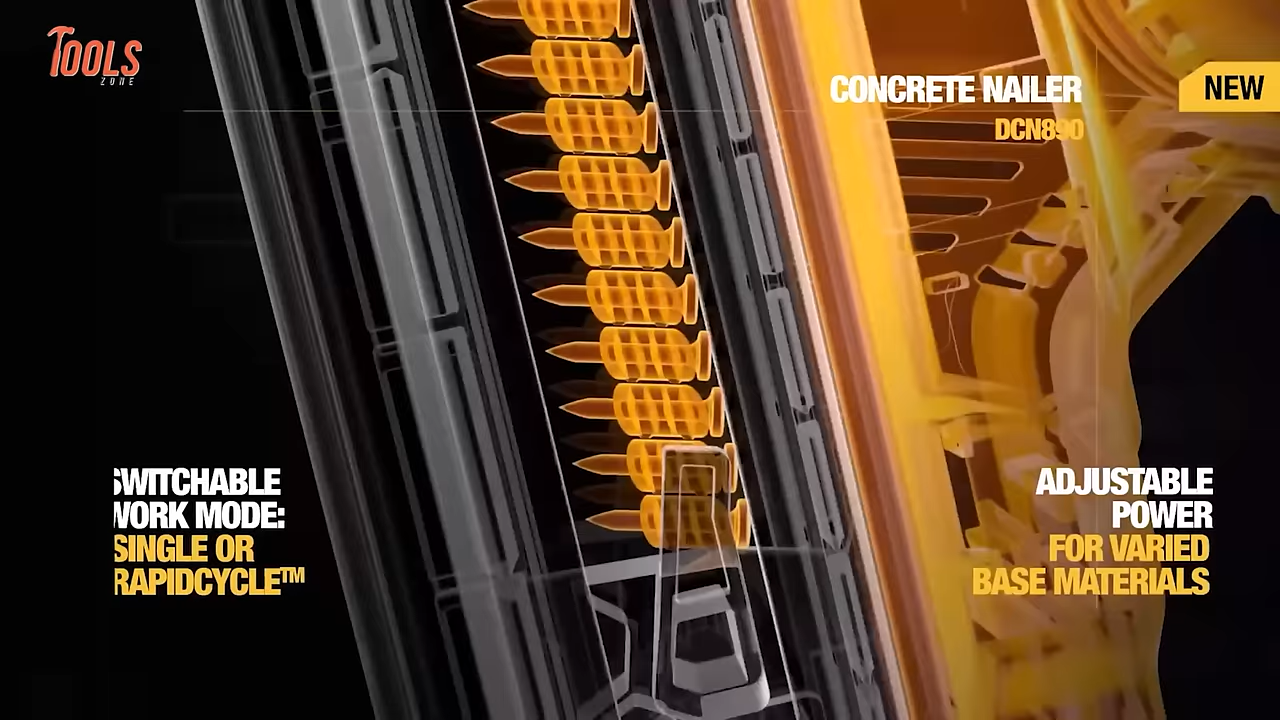 TOOLS
ZONE
CONCRETE NAILER
DCN890
NEW
SWITCHABLE
WORK MODE:
SINGLE OR
RAPIDCYCLE™
ADJUSTABLE
POWER
FOR VARIED
BASE MATERIALS